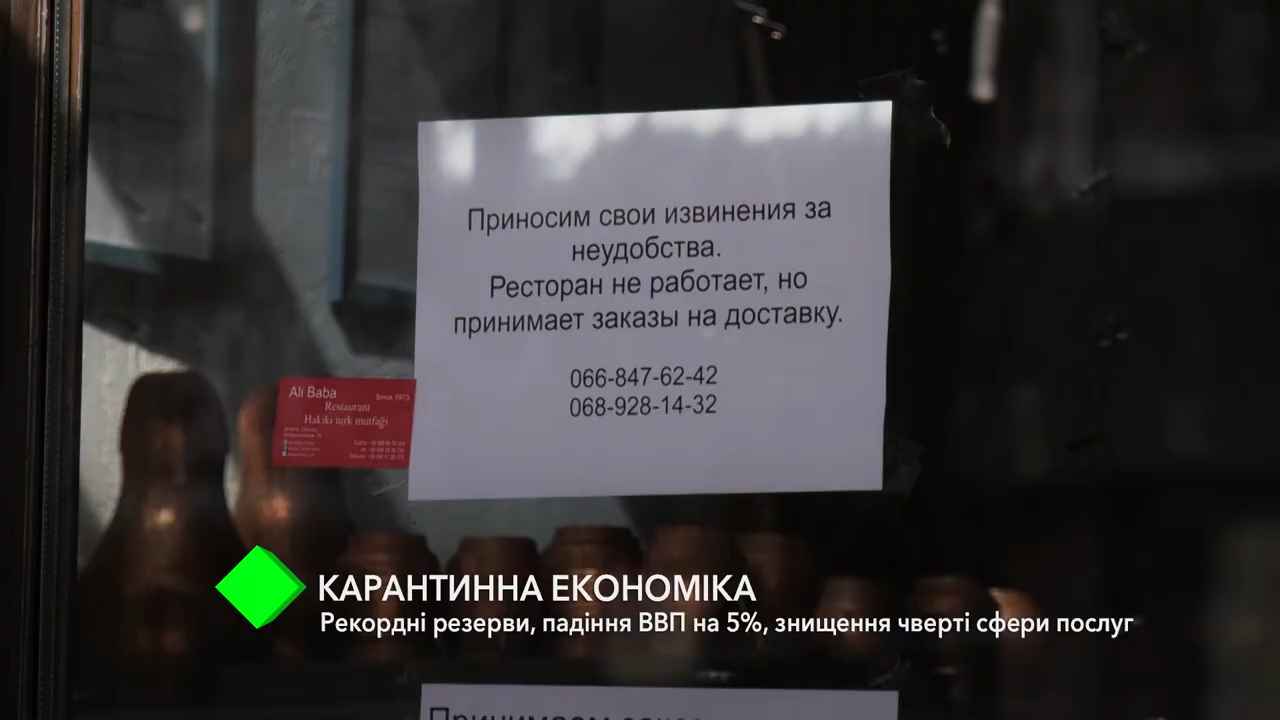 Приносим свои извинения за
неудобства.
Ресторан не работает, но
принимает заказы на доставку.
066-847-62-42
068-928-14-32
Ali Baba
Since 1973
Restaurant
Hakiki turk mutfaği
КАРАНТИННА ЕКОНОМІКА
Рекордні резерви, падіння ВВП на 5%, знищення чверті сфери послуг
Принимаем